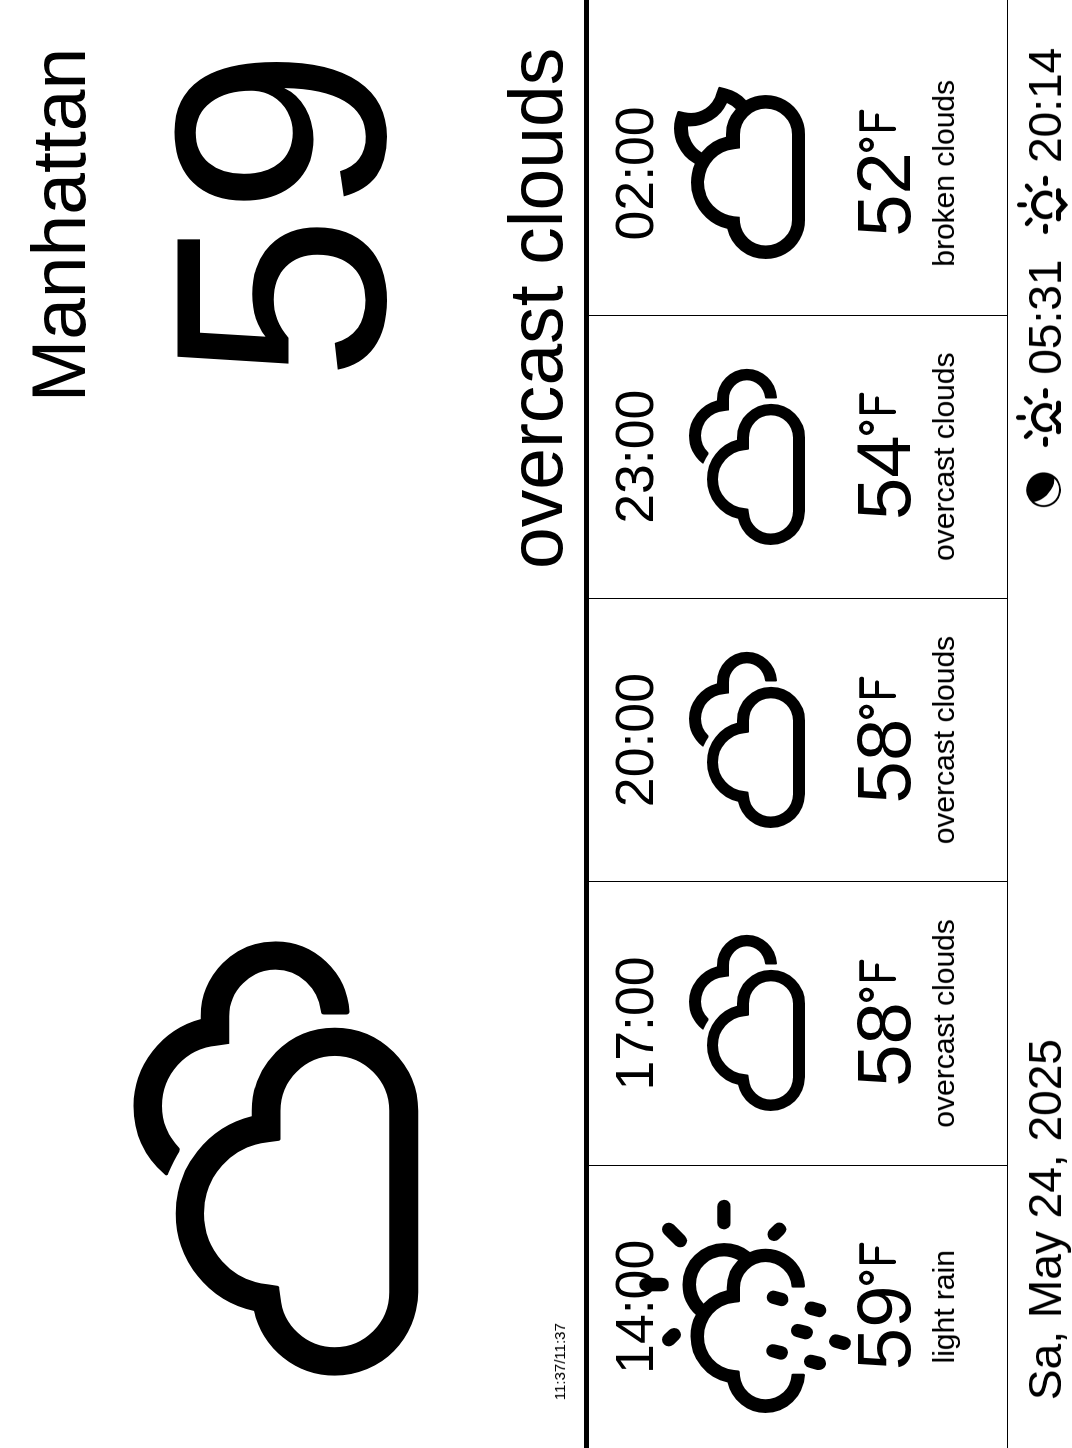 Manhattan
59
overcast clouds
11:37/11:37
14:00
59°F
light rain
17:00
58°F
overcast clouds
20:00
58°F
overcast clouds
23:00
54°F
overcast clouds
02:00
52°F
broken clouds
Sa, May 24, 2025
05:31 20:14